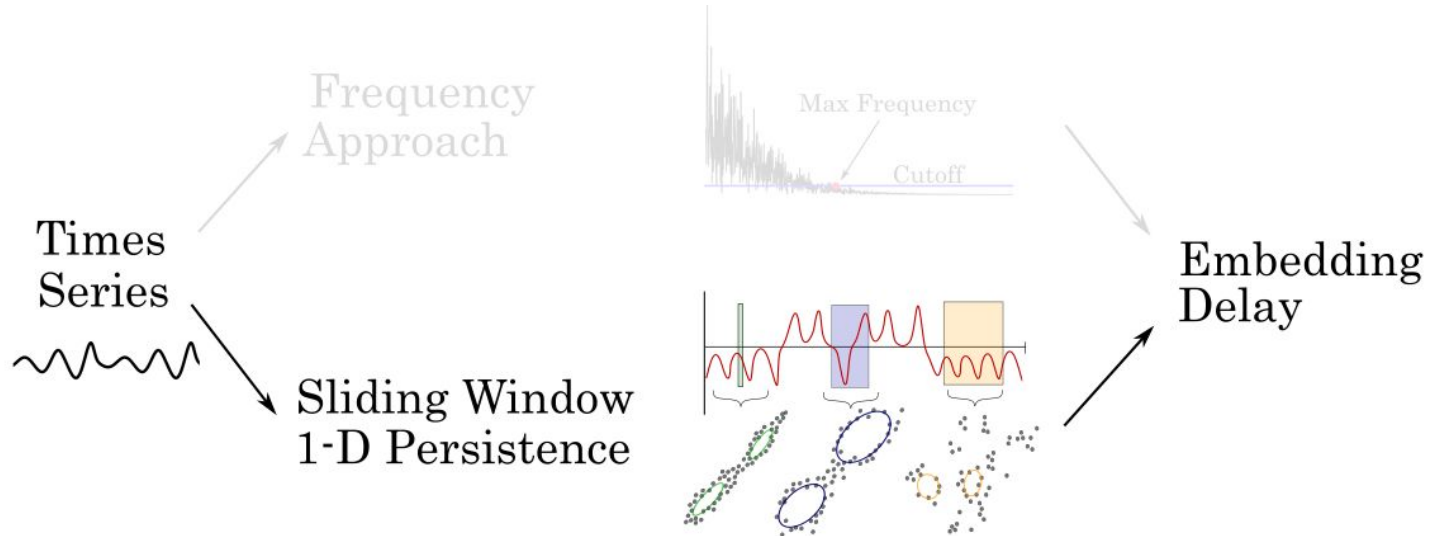 Frequency
Approach
Max Frequency
Cutoff
Times
Series
Embedding
Delay
Sliding Window
1-D Persistence